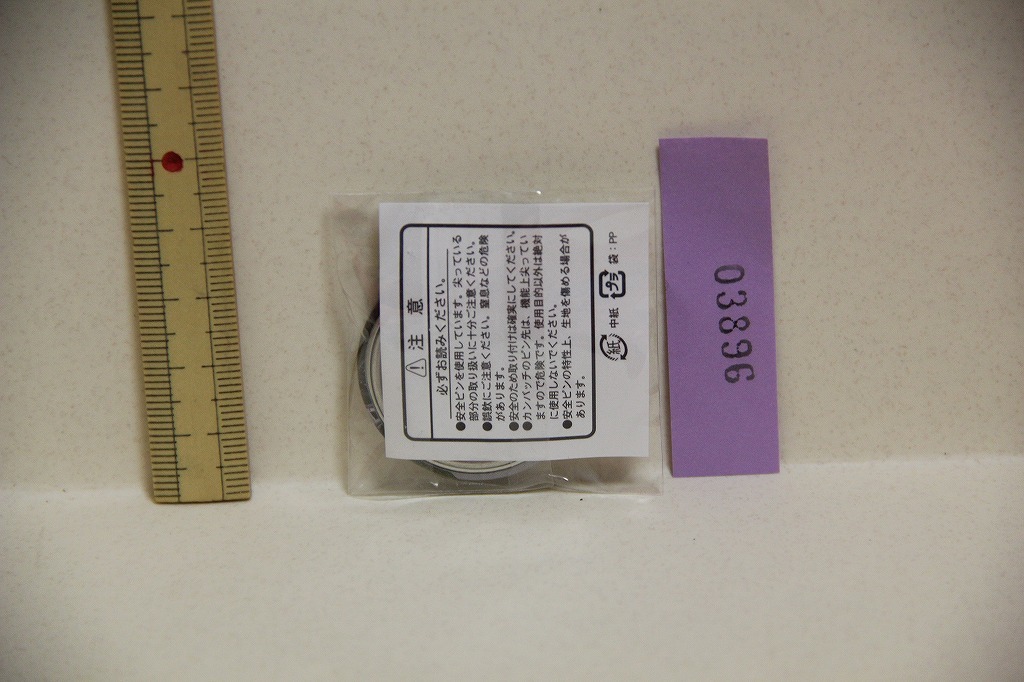 注意
必ずお読みください。
●安全ピンを使用しています。尖っている
部分の取り扱いに十分ご注意ください。
●誤飲にご注意ください。窒息などの危険
があります。
●安全のため取り付けは確実にしてください。
●カンバッチのピン先は、機能上尖ってい
ますので危険です。使用目的以外は絶対
に使用しないでください。
●安全ピンの特性上、生地を傷める場合が
あります。
紙 中紙 プラ 袋：PP
03896